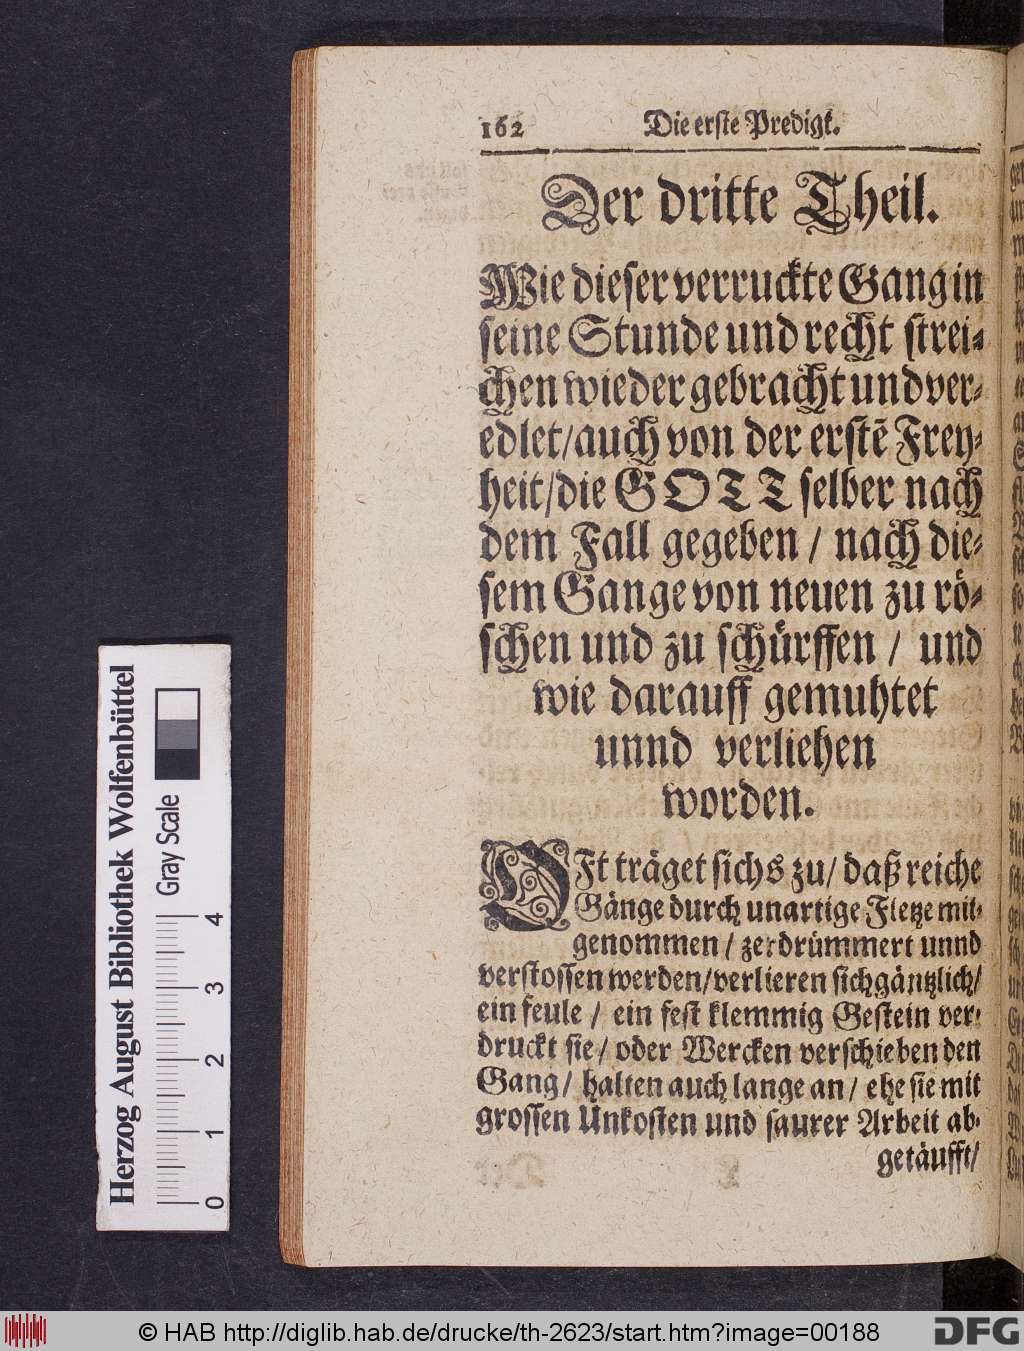 162 Die erste Predigt.
Der dritte Theil.
Wie dieser verruckte Gang in
seine Stunde und recht strei-
chen wieder gebracht und ver-
edlet/auch von der erstē Frey-
heit/die GOTT selber nach
dem Fall gegeben / nach die-
sem Gange von neuen zu rö-
schen und zu schürffen / und
wie darauff gemuhtet
unnd verliehen
worden.
OFt träget sichs zu/ daß reiche
Gänge durch unartige Fletze mit-
genommen / zerdrümmert unnd
verstossen werden/verlieren sich gäntzlich/
ein feule / ein fest klemmig Gestein ver-
druckt sie / oder Wercken verschieben den
Gang/ halten auch lange an / ehe sie mit
grossen Unkosten und saurer Arbeit ab-
getäufft/
Herzog August Bibliothek Wolfenbüttel
Gray Scale
0 1 2 3 4
© HAB http://diglib.hab.de/drucke/th-2623/start.htm?image=00188
DFG